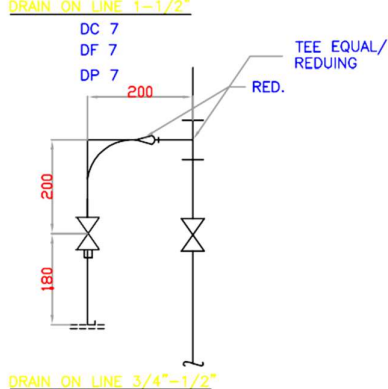 DRAIN ON LINE 1-1/2"
DC 7
DF 7
DP 7
TEE EQUAL/
REDUING
200
RED.
200
180
DRAIN ON LINE 3/4"-1/2"